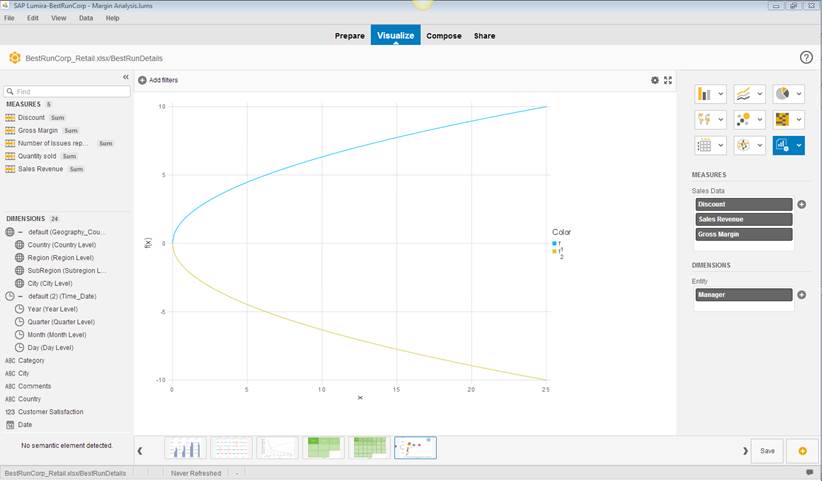 SAP Lumira-BestRunCorp - Margin Analysis.lums
File Edit View Data Help
Prepare Visualize Compose Share
BestRunCorp_Retail.xlsx/BestRunDetails
?
«
Add filters
Find
MEASURES 5
Discount Sum
Gross Margin Sum
Number of Issues rep... Sum
Quantity sold Sum
Sales Revenue Sum
DIMENSIONS 24
default (Geography_Cou...
Country (Country Level)
Region (Region Level)
SubRegion (Subregion L...
City (City Level)
default (2) (Time_Date)
Year (Year Level)
Quarter (Quarter Level)
Month (Month Level)
Day (Day Level)
ABC Category
ABC City
ABC Comments
ABC Country
123 Customer Satisfaction
Date
No semantic element detected.
10
5
0
-5
-10
f(x)
0 5 10 15 20 25
x
Color
f1
f2
MEASURES
Sales Data
Discount
Sales Revenue
Gross Margin
DIMENSIONS
Entity
Manager
Save
BestRunCorp_Retail.xlsx/BestRunDetails Never Refreshed -